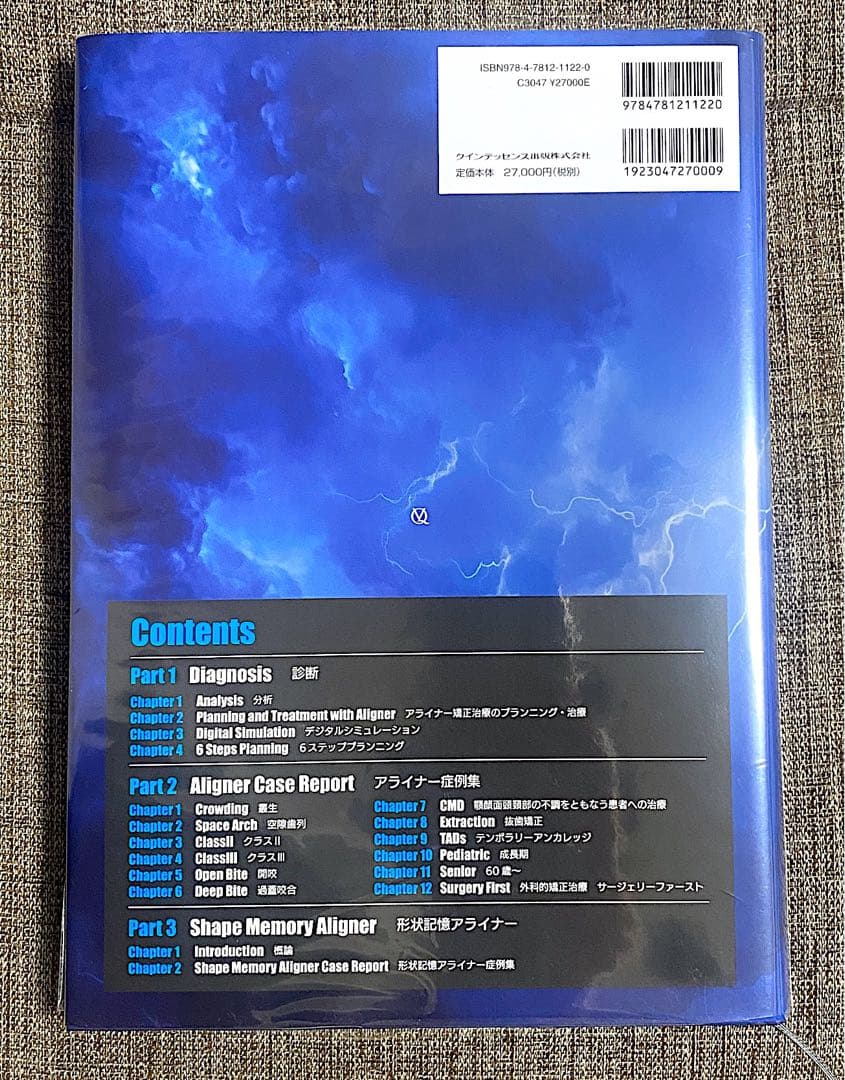 ISBN978-4-7812-1122-0
C3047 ¥27000E
9784781211220
クインテッセンス出版株式会社
定価本体 27,000円(税別)
1923047270009
Contents
Part 1 Diagnosis 診断
Chapter 1 Analysis 分析
Chapter 2 Planning and Treatment with Aligner アライナー矯正治療のプランニング・治療
Chapter 3 Digital Simulation デジタルシミュレーション
Chapter 4 6 Steps Planning 6ステッププランニング
Part 2 Aligner Case Report アライナー症例集
Chapter 1 Crowding 叢生
Chapter 2 Space Arch 空隙歯列
Chapter 3 ClassII クラスII
Chapter 4 ClassIII クラスIII
Chapter 5 Open Bite 開咬
Chapter 6 Deep Bite 過蓋咬合
Chapter 7 CMD 顎顔面頭頸部の不調をともなう患者への治療
Chapter 8 Extraction 抜歯矯正
Chapter 9 TADs テンポラリーアンカレッジ
Chapter 10 Pediatric 成長期
Chapter 11 Senior 60歳〜
Chapter 12 Surgery First 外科的矯正治療 サージェリーファースト
Part 3 Shape Memory Aligner 形状記憶アライナー
Chapter 1 Introduction 概論
Chapter 2 Shape Memory Aligner Case Report 形状記憶アライナー症例集